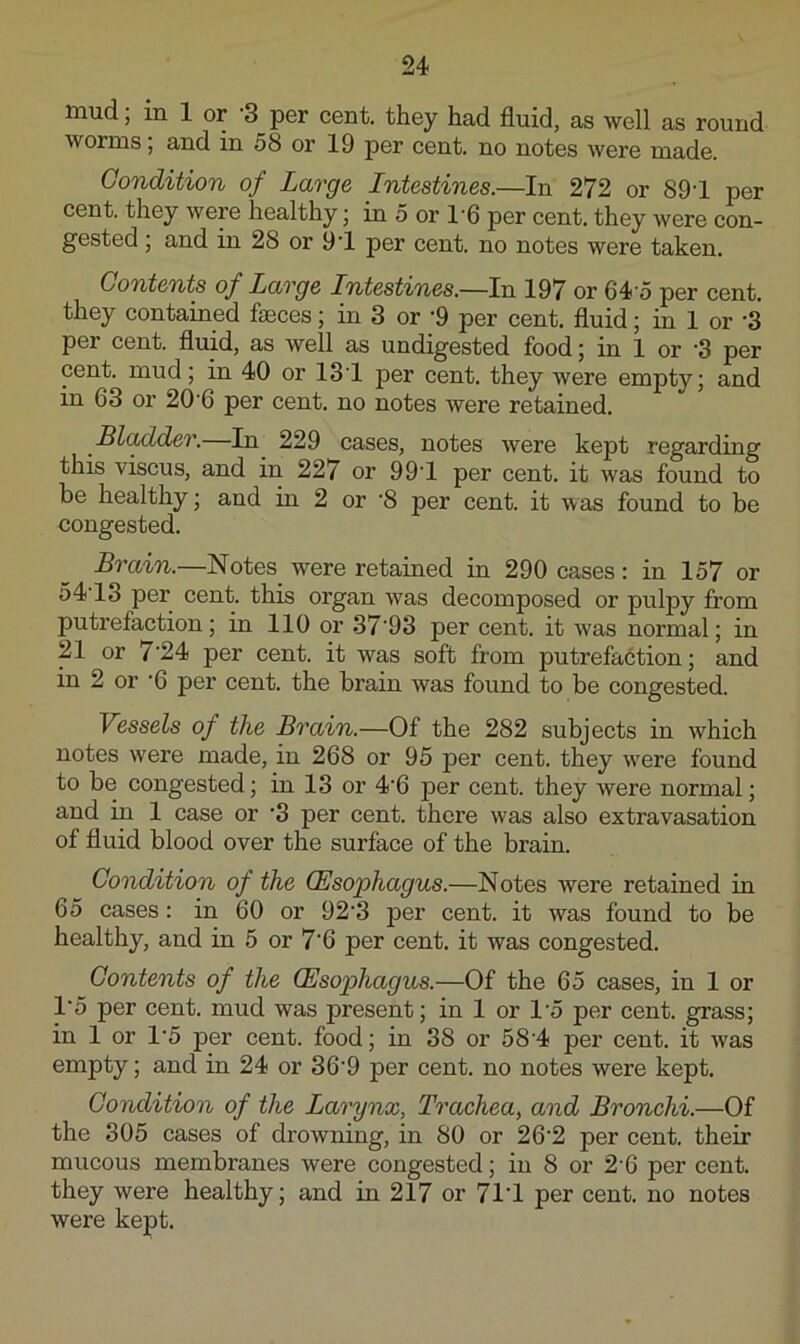 24
mud; in 1 or ·3 per cent. they had fluid, as well as round
worms; and in 58 or 19 per cent. no notes were made.
Condition of Large Intestines.—In 272 or 89·1 per
cent. they were healthy; in 5 or 1·6 per cent. they were con-
gested; and in 28 or 9·1 per cent. no notes were taken.
Contents of Large Intestines.—In 197 or 64·5 per cent.
they contained fæces; in 3 or ·9 per cent. fluid; in 1 or ·3
per cent. fluid, as well as undigested food; in 1 or ·3 per
cent. mud; in 40 or 13·1 per cent. they were empty; and
in 63 or 20·6 per cent. no notes were retained.
Bladder.—In 229 cases, notes were kept regarding
this viscus, and in 227 or 99·1 per cent. it was found to
be healthy; and in 2 or ·8 per cent. it was found to be
congested.
Brain.—Notes were retained in 290 cases: in 157 or
54·13 per cent. this organ was decomposed or pulpy from
putrefaction; in 110 or 37·93 per cent. it was normal; in
21 or 7·24 per cent. it was soft from putrefaction; and
in 2 or ·6 per cent. the brain was found to be congested.
Vessels of the Brain.—Of the 282 subjects in which
notes were made, in 268 or 95 per cent. they were found
to be congested; in 13 or 4·6 per cent. they were normal;
and in 1 case or ·3 per cent. there was also extravasation
of fluid blood over the surface of the brain.
Condition of the Œsophagus.—Notes were retained in
65 cases: in 60 or 92·3 per cent. it was found to be
healthy, and in 5 or 7·6 per cent. it was congested.
Contents of the Œsophagus.—Of the 65 cases, in 1 or
1·5 per cent. mud was present; in 1 or 1·5 per cent. grass;
in 1 or 1·5 per cent. food; in 38 or 58·4 per cent. it was
empty; and in 24 or 36·9 per cent. no notes were kept.
Condition of the Larynx, Trachea, and Bronchi.—Of
the 305 cases of drowning, in 80 or 26·2 per cent. their
mucous membranes were congested; in 8 or 2·6 per cent.
they were healthy; and in 217 or 71·1 per cent. no notes
were kept.